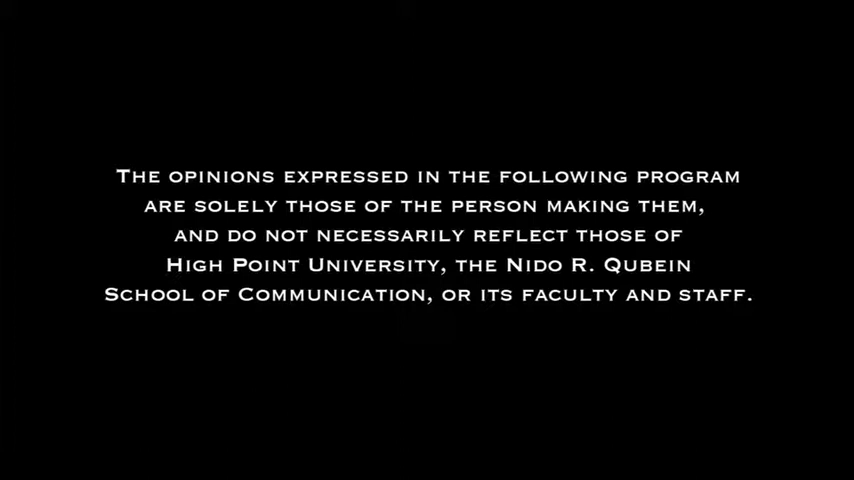 The opinions expressed in the following program
are solely those of the person making them,
and do not necessarily reflect those of
High Point University, the Nido R. Qubein
School of Communication, or its faculty and staff.